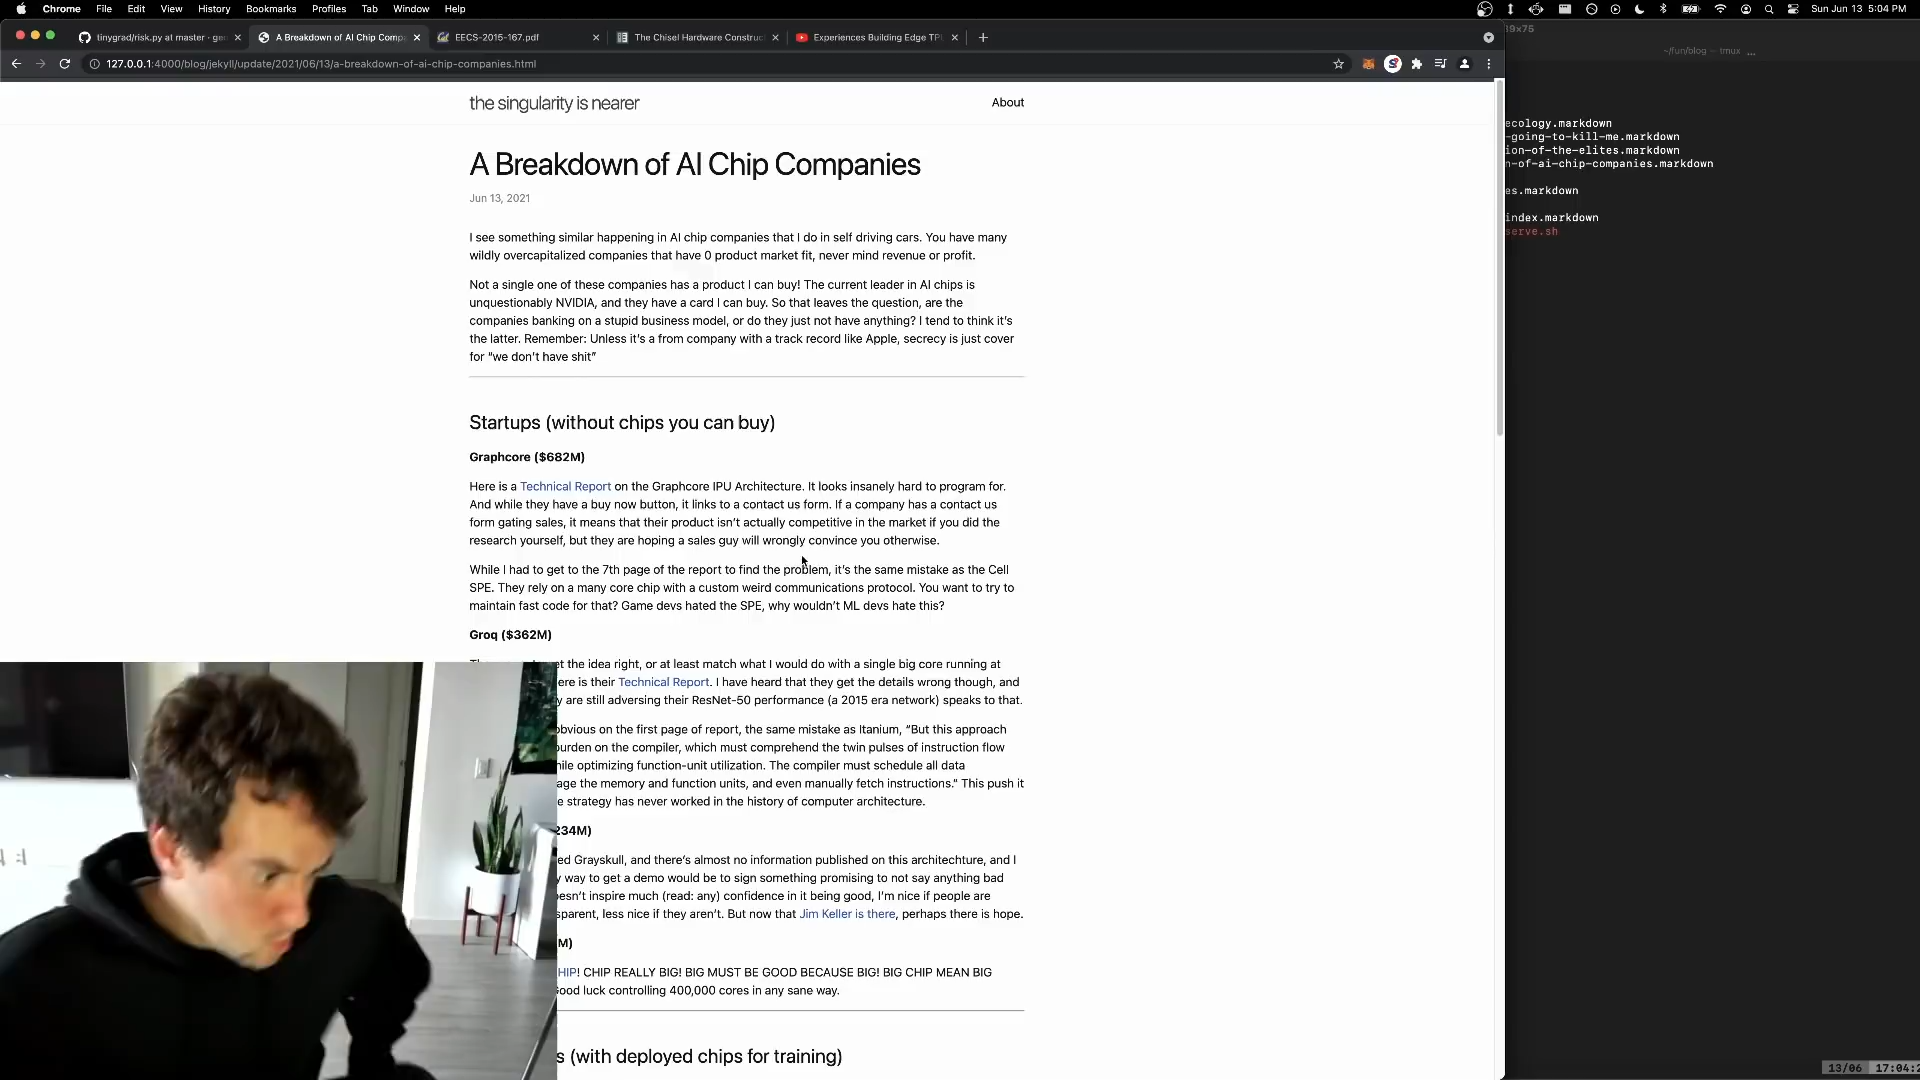 Chrome File Edit View History Bookmarks Profiles Tab Window Help Sun Jun 13 5:04 PM
tinygrad/risk.py at master · ge
A Breakdown of AI Chip Comp
EECS-2015-167.pdf
The Chisel Hardware Construc
Experiences Building Edge TP
127.0.0.1:4000/blog/jekyll/update/2021/06/13/a-breakdown-of-ai-chip-companies.html
the singularity is nearer
About
A Breakdown of AI Chip Companies
Jun 13, 2021
I see something similar happening in AI chip companies that I do in self driving cars. You have many
wildly overcapitalized companies that have 0 product market fit, never mind revenue or profit.
Not a single one of these companies has a product I can buy! The current leader in AI chips is
unquestionably NVIDIA, and they have a card I can buy. So that leaves the question, are the
companies banking on a stupid business model, or do they just not have anything? I tend to think it's
the latter. Remember: Unless it's a from company with a track record like Apple, secrecy is just cover
for “we don't have shit”
Startups (without chips you can buy)
Graphcore ($682M)
Here is a Technical Report on the Graphcore IPU Architecture. It looks insanely hard to program for.
And while they have a buy now button, it links to a contact us form. If a company has a contact us
form gating sales, it means that their product isn't actually competitive in the market if you did the
research yourself, but they are hoping a sales guy will wrongly convince you otherwise.
While I had to get to the 7th page of the report to find the problem, it's the same mistake as the Cell
SPE. They rely on a many core chip with a custom weird communications protocol. You want to try to
maintain fast code for that? Game devs hated the SPE, why wouldn't ML devs hate this?
Groq ($362M)
et the idea right, or at least match what I would do with a single big core running at
ere is their Technical Report. I have heard that they get the details wrong though, and
y are still adversing their ResNet-50 performance (a 2015 era network) speaks to that.
obvious on the first page of report, the same mistake as Itanium, “But this approach
urden on the compiler, which must comprehend the twin pulses of instruction flow
hile optimizing function-unit utilization. The compiler must schedule all data
age the memory and function units, and even manually fetch instructions.” This push it
e strategy has never worked in the history of computer architecture.
234M)
ed Grayskull, and there's almost no information published on this architechture, and I
y way to get a demo would be to sign something promising to not say anything bad
esn't inspire much (read: any) confidence in it being good, I'm nice if people are
sparent, less nice if they aren't. But now that Jim Keller is there, perhaps there is hope.
M)
HIP! CHIP REALLY BIG! BIG MUST BE GOOD BECAUSE BIG! BIG CHIP MEAN BIG
ood luck controlling 400,000 cores in any sane way.
s (with deployed chips for training)
39×75
~/fun/blog — tmux ...
ecology.markdown
-going-to-kill-me.markdown
ion-of-the-elites.markdown
n-of-ai-chip-companies.markdown
es.markdown
index.markdown
serve.sh
13/06 17:04:2